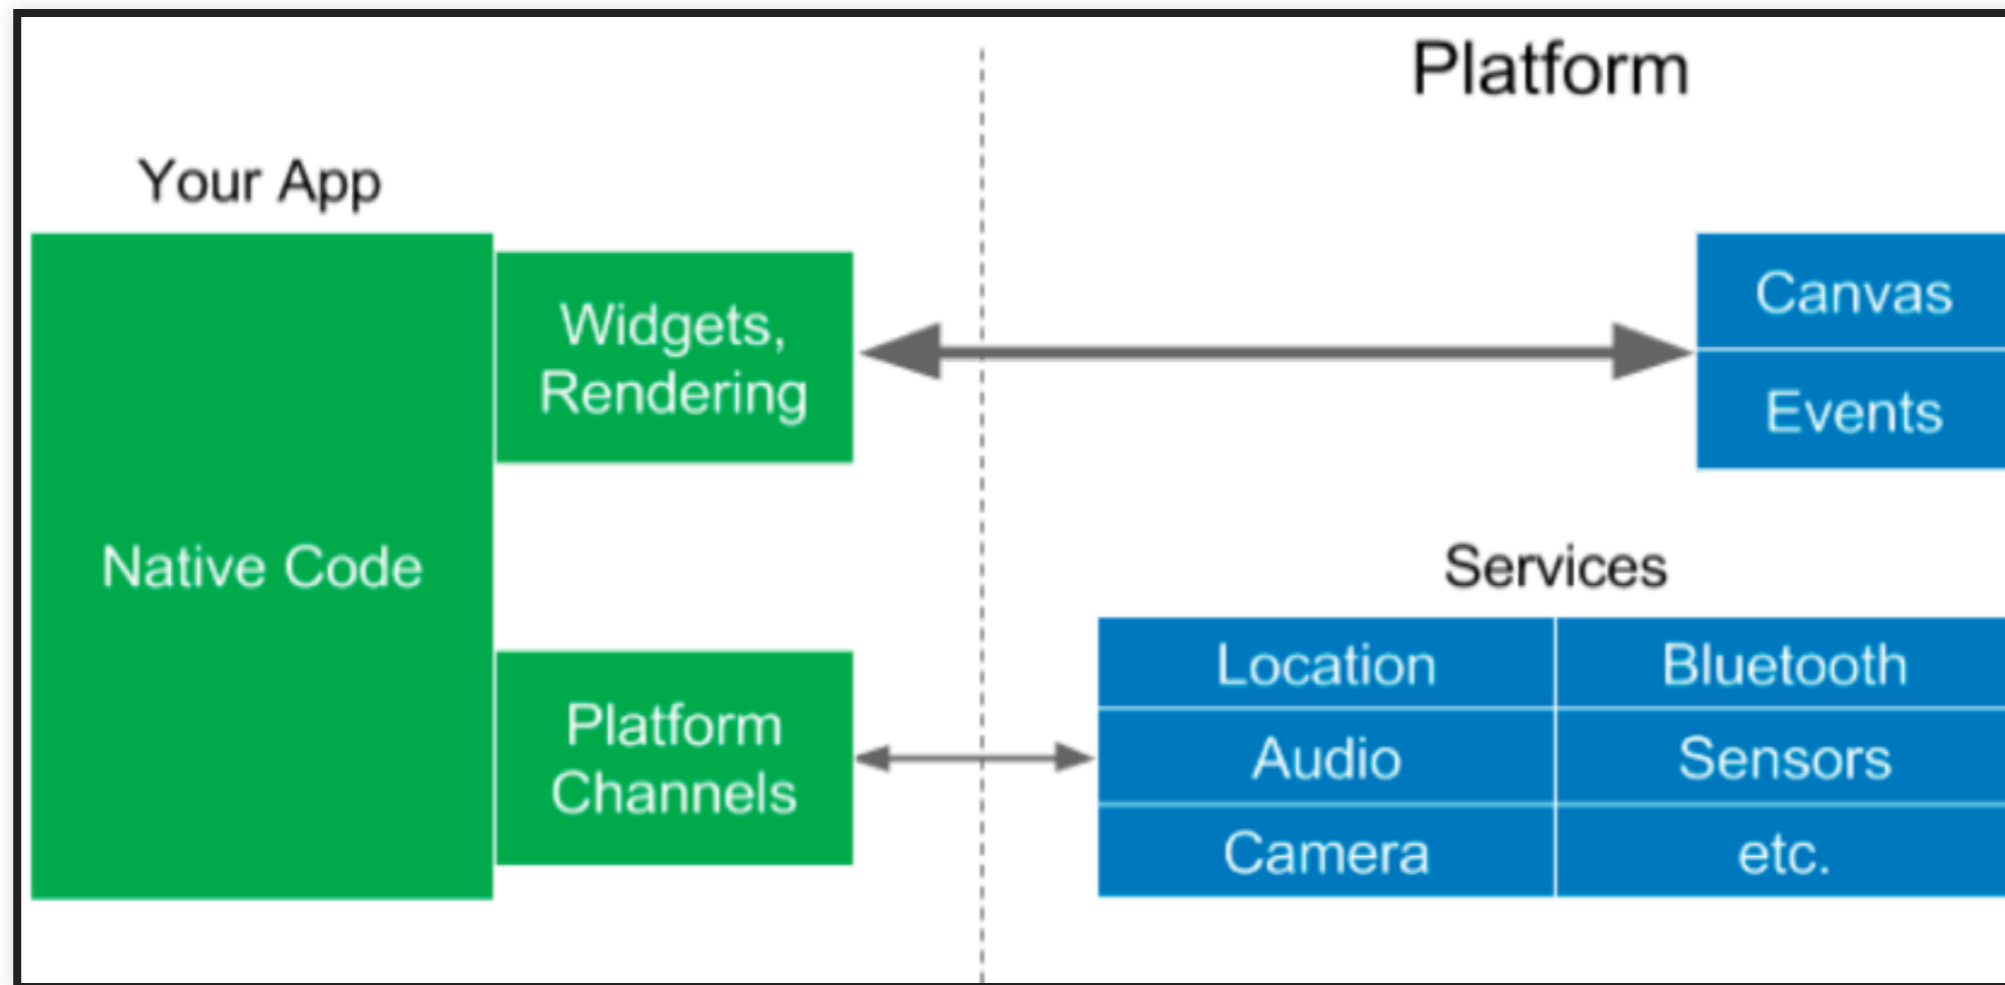 Platform
Your App
Widgets,
Rendering
Canvas
Events
Native Code
Services
Platform
Channels
Location
Bluetooth
Audio
Sensors
Camera
etc.